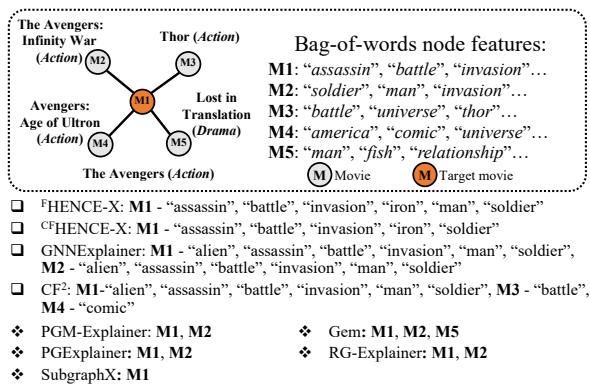 The Avengers:
Infinity War
(Action)
Thor (Action)
M2
M3
M1
Avengers:
Age of Ultron
(Action)
Lost in
Translation
(Drama)
M4
M5
The Avengers (Action)
Bag-of-words node features:
M1: “assassin”, “battle”, “invasion”…
M2: “soldier”, “man”, “invasion”…
M3: “battle”, “universe”, “thor”…
M4: “america”, “comic”, “universe”…
M5: “man”, “fish”, “relationship”…
M Movie
M Target movie
❑ FHENCE-X: M1 - “assassin”, “battle”, “invasion”, “iron”, “man”, “soldier”
❑ CFHENCE-X: M1 - “assassin”, “battle”, “invasion”, “iron”, “soldier”
❑ GNNExplainer: M1 - “alien”, “assassin”, “battle”, “invasion”, “man”, “soldier”,
M2 - “alien”, “assassin”, “battle”, “invasion”, “man”, “soldier”
❑ CF²: M1-“alien”, “assassin”, “battle”, “invasion”, “man”, “soldier”, M3 - “battle”,
M4 - “comic”
❖ PGM-Explainer: M1, M2
❖ Gem: M1, M2, M5
❖ PGExplainer: M1, M2
❖ RG-Explainer: M1, M2
❖ SubgraphX: M1